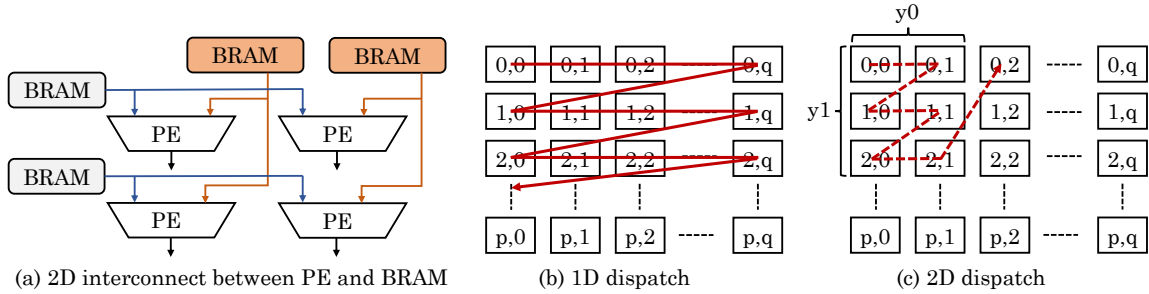 BRAM BRAM
BRAM
PE PE
BRAM
PE PE
(a) 2D interconnect between PE and BRAM
0,0 0,1 0,2 0,q
1,0 1,1 1,2 1,q
2,0 2,1 2,2 2,q
p,0 p,1 p,2 p,q
(b) 1D dispatch
y0
y1
0,0 0,1 0,2 0,q
1,0 1,1 1,2 1,q
2,0 2,1 2,2 2,q
p,0 p,1 p,2 p,q
(c) 2D dispatch